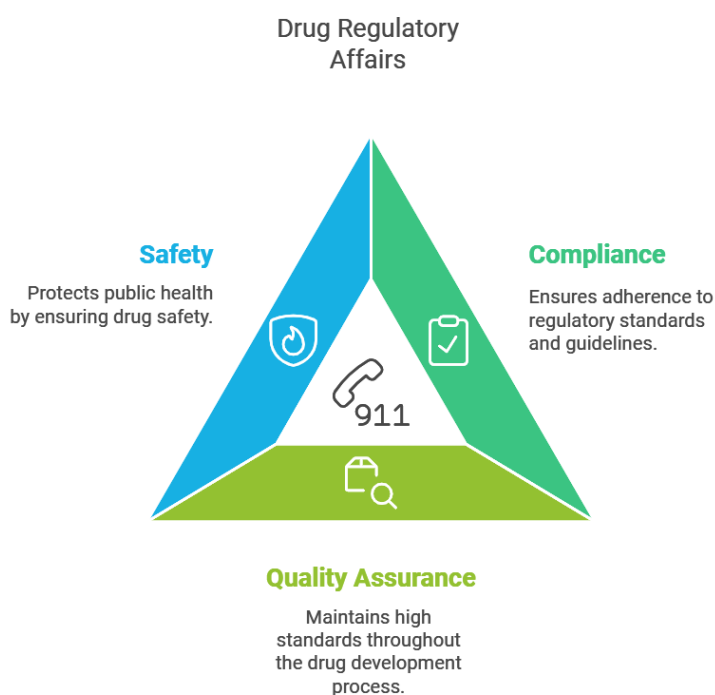 Drug Regulatory
Affairs
Safety
Protects public health
by ensuring drug safety.
Compliance
Ensures adherence to
regulatory standards
and guidelines.
911
Quality Assurance
Maintains high
standards throughout
the drug development
process.